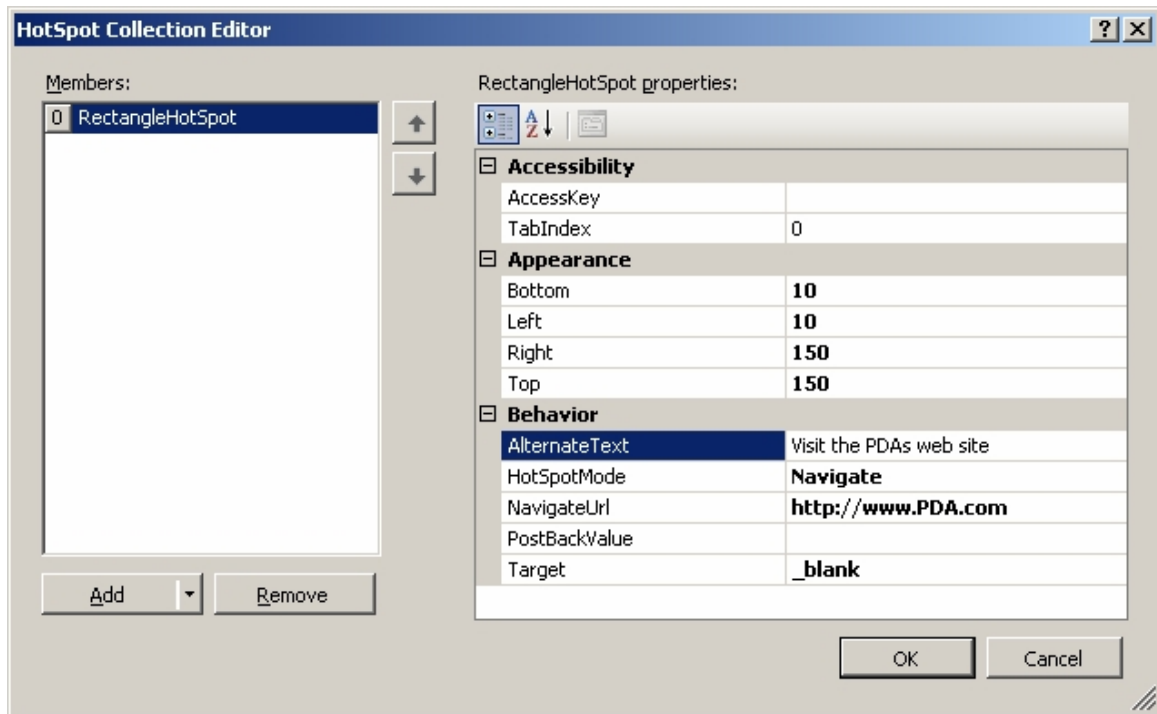 HotSpot Collection Editor
?
Members:
0 RectangleHotSpot
Add
Remove
RectangleHotSpot properties:
A
Z
Accessibility
AccessKey
TabIndex 0
Appearance
Bottom 10
Left 10
Right 150
Top 150
Behavior
AlternateText Visit the PDAs web site
HotSpotMode Navigate
NavigateUrl http://www.PDA.com
PostBackValue
Target _blank
OK
Cancel